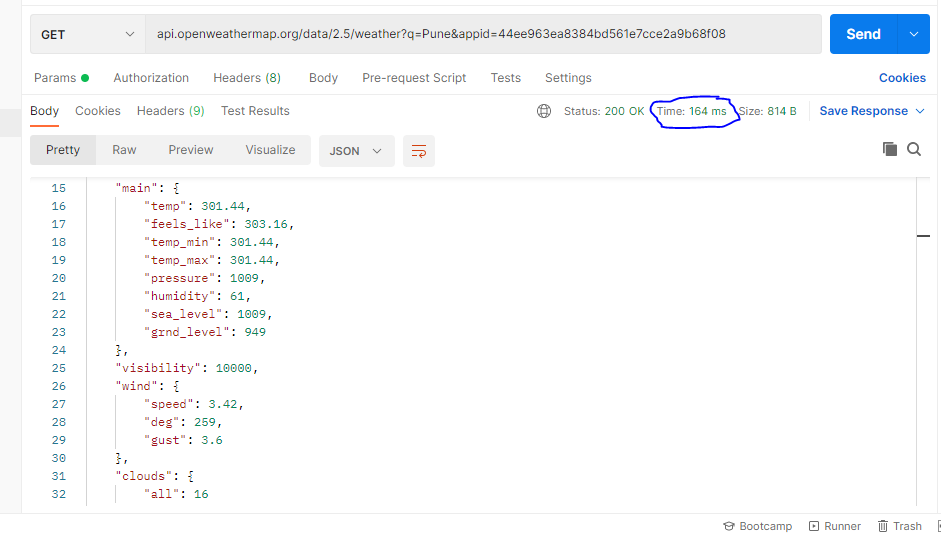 GET api.openweathermap.org/data/2.5/weather?q=Pune&appid=44ee963ea8384bd561e7cce2a9b68f08 Send
Params Authorization Headers (8) Body Pre-request Script Tests Settings Cookies
Body Cookies Headers (9) Test Results Status: 200 OK Time: 164 ms Size: 814 B Save Response
Pretty Raw Preview Visualize JSON
15 "main": {
16 "temp": 301.44,
17 "feels_like": 303.16,
18 "temp_min": 301.44,
19 "temp_max": 301.44,
20 "pressure": 1009,
21 "humidity": 61,
22 "sea_level": 1009,
23 "grnd_level": 949
24 },
25 "visibility": 10000,
26 "wind": {
27 "speed": 3.42,
28 "deg": 259,
29 "gust": 3.6
30 },
31 "clouds": {
32 "all": 16
Bootcamp Runner Trash